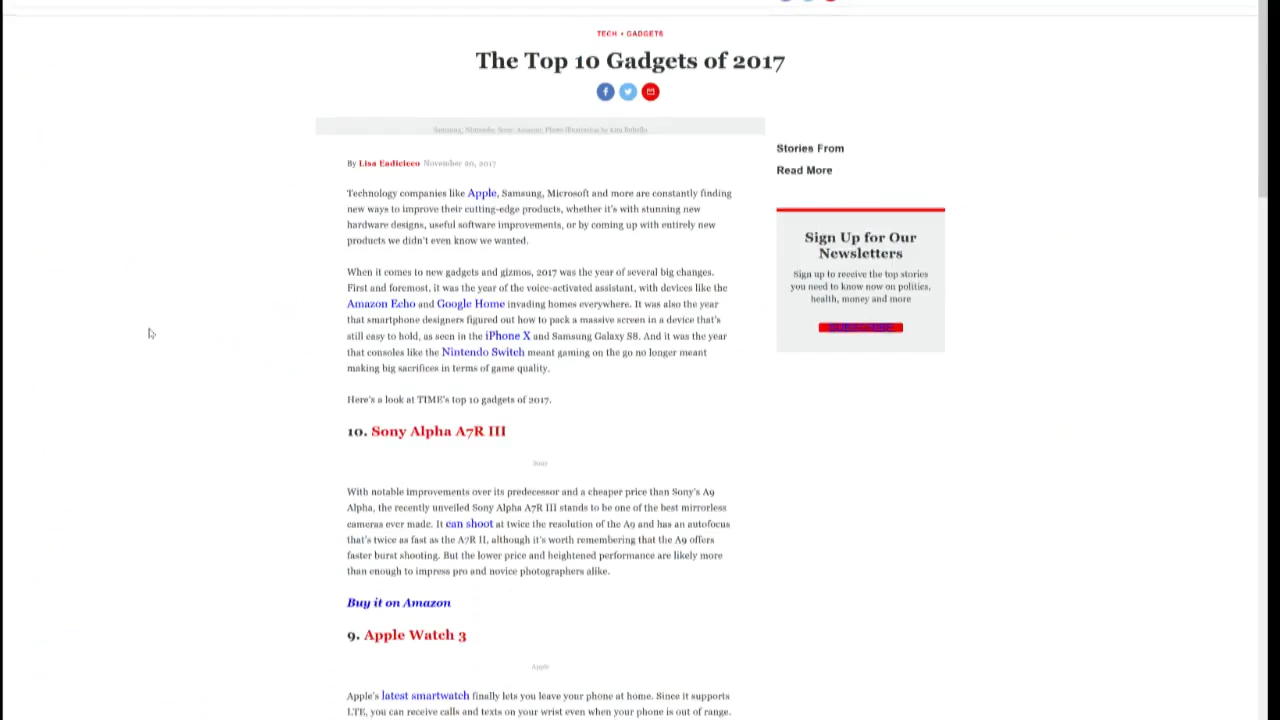 TECH • GADGETS
The Top 10 Gadgets of 2017
Samsung, Nintendo, Sony, Amazon; Photo Illustration by
By Lisa Eadicicco November 20, 2017
Technology companies like Apple, Samsung, Microsoft and more are constantly finding
new ways to improve their cutting-edge products, whether it's with stunning new
hardware designs, useful software improvements, or by coming up with entirely new
products we didn't even know we wanted.
When it comes to new gadgets and gizmos, 2017 was the year of several big changes.
First and foremost, it was the year of the voice-activated assistant, with devices like the
Amazon Echo and Google Home invading homes everywhere. It was also the year
that smartphone designers figured out how to pack a massive screen in a device that's
still easy to hold, as seen in the iPhone X and Samsung Galaxy S8. And it was the year
that consoles like the Nintendo Switch meant gaming on the go no longer meant
making big sacrifices in terms of game quality.
Here's a look at TIME's top 10 gadgets of 2017.
10. Sony Alpha A7R III
Sony
With notable improvements over its predecessor and a cheaper price than Sony's A9
Alpha, the recently unveiled Sony Alpha A7R III stands to be one of the best mirrorless
cameras ever made. It can shoot at twice the resolution of the A9 and has an autofocus
that's twice as fast as the A7R II, although it's worth remembering that the A9 offers
faster burst shooting. But the lower price and heightened performance are likely more
than enough to impress pro and novice photographers alike.
Buy it on Amazon
9. Apple Watch 3
Apple
Apple's latest smartwatch finally lets you leave your phone at home. Since it supports
LTE, you can receive calls and texts on your wrist even when your phone is out of range.
Stories From
Read More
Sign Up for Our
Newsletters
Sign up to receive the top stories
you need to know now on politics,
health, money and more